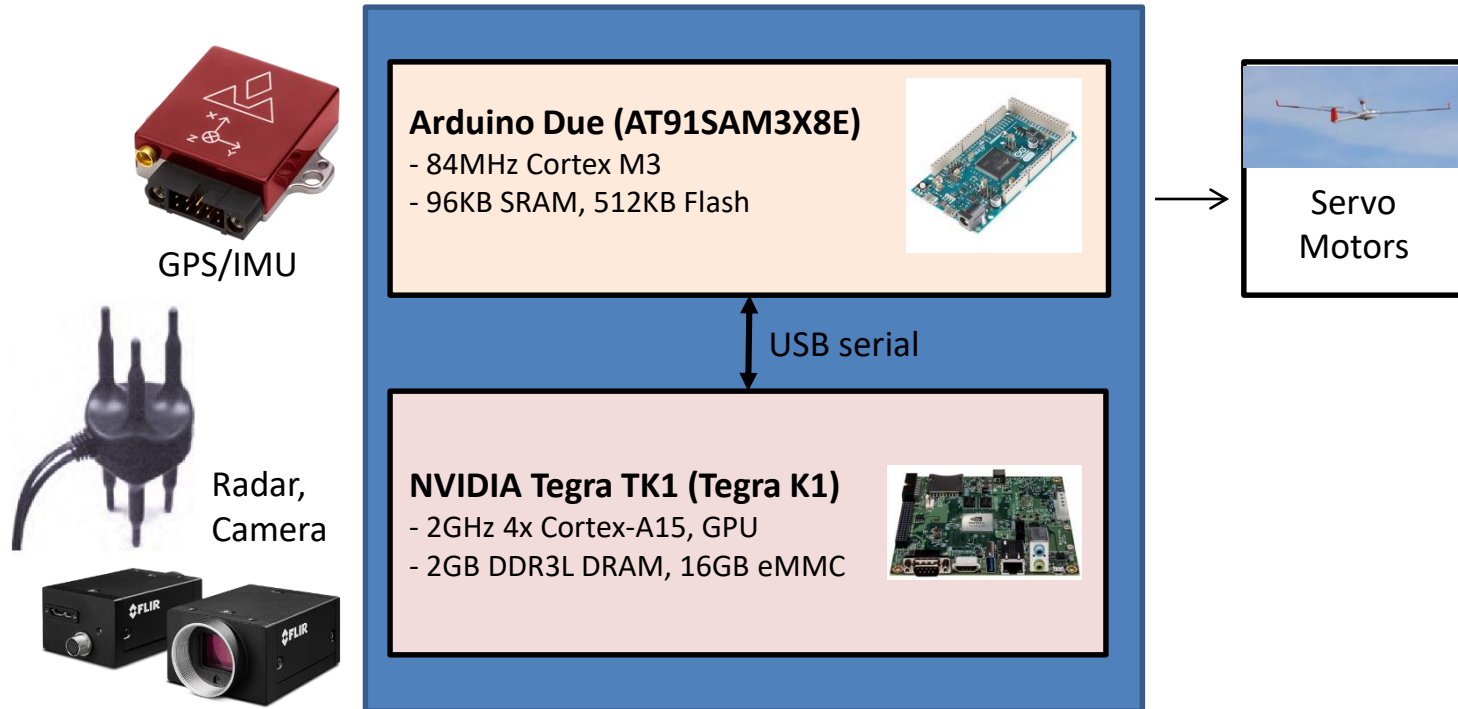 X
Z
Y
GPS/IMU
Radar,
Camera
FLIR
FLIR
Arduino Due (AT91SAM3X8E)
- 84MHz Cortex M3
- 96KB SRAM, 512KB Flash
USB serial
NVIDIA Tegra TK1 (Tegra K1)
- 2GHz 4x Cortex-A15, GPU
- 2GB DDR3L DRAM, 16GB eMMC
Servo
Motors